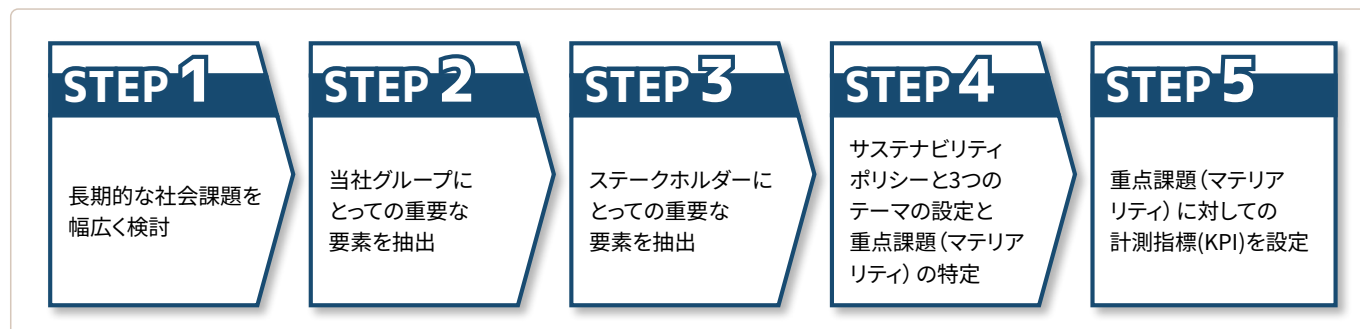 STEP 1
長期的な社会課題を
幅広く検討
STEP 2
当社グループに
とっての重要な
要素を抽出
STEP 3
ステークホルダーに
とっての重要な
要素を抽出
STEP 4
サステナビリティ
ポリシーと3つの
テーマの設定と
重点課題（マテリア
リティ）の特定
STEP 5
重点課題（マテリア
リティ）に対しての
計測指標(KPI)を設定